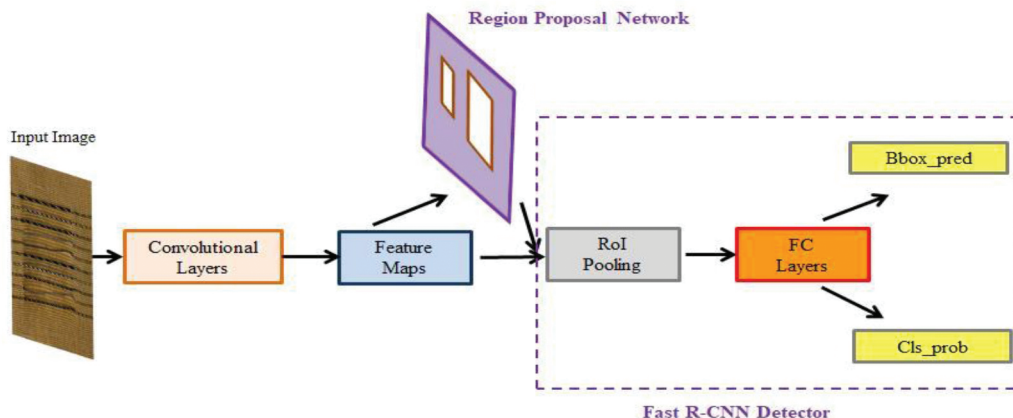 Region Proposal Network
Input Image
Convolutional
Layers
Feature
Maps
RoI
Pooling
FC
Layers
Bbox_pred
Cls_prob
Fast R-CNN Detector